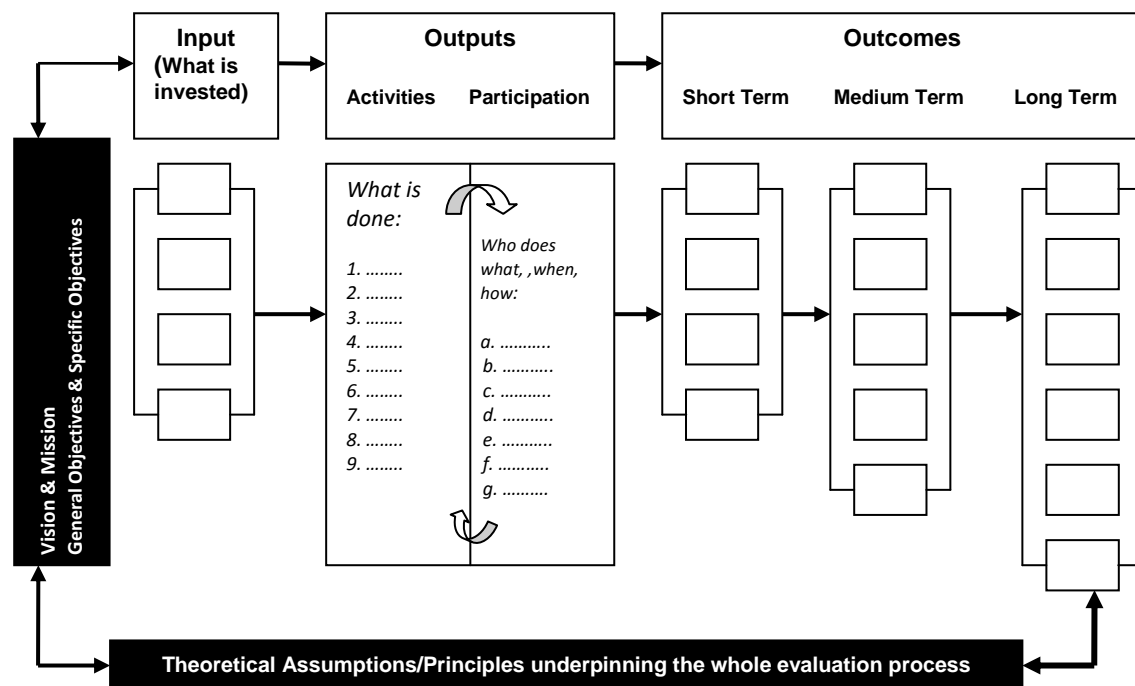 Input
(What is
invested)
Outputs
Activities
Participation
Outcomes
Short Term
Medium Term
Long Term
Vision & Mission
General Objectives & Specific Objectives
What is
done:
1. ........
2. ........
3. ........
4. ........
5. ........
6. ........
7. ........
8. ........
9. ........
Who does
what, ,when,
how:
a. ...........
b. ...........
c. ...........
d. ...........
e. ...........
f. ...........
g. ..........
Theoretical Assumptions/Principles underpinning the whole evaluation process